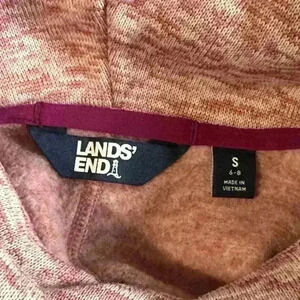 LANDS'
END
S
6-8
MADE IN
VIETNAM